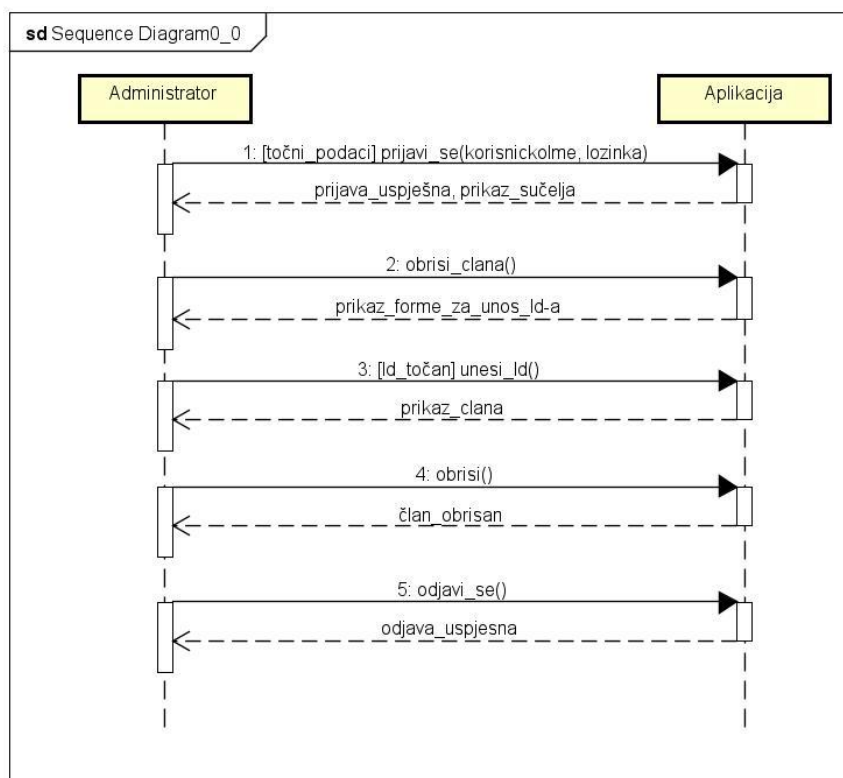 sd Sequence Diagram0_0
Administrator
Aplikacija
1: [točni_podaci] prijavi_se(korisnickoIme, lozinka)
prijava_uspješna, prikaz_sučelja
2: obrisi_clana()
prikaz_forme_za_unos_Id-a
3: [Id_točan] unesi_Id()
prikaz_clana
4: obrisi()
član_obrisan
5: odjavi_se()
odjava_uspjesna